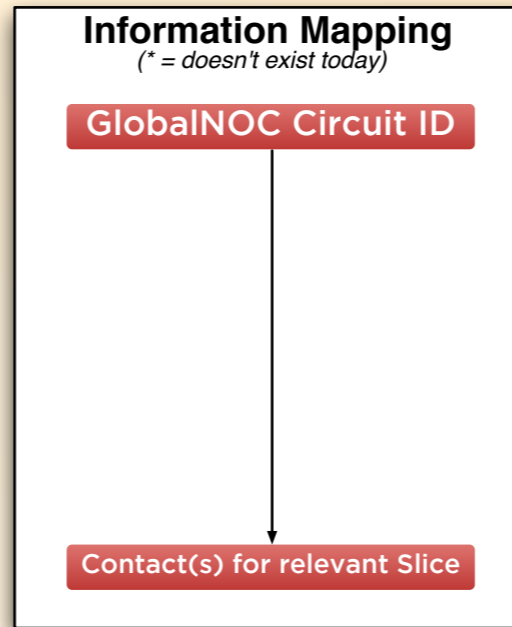 Information Mapping
(* = doesn't exist today)
GlobalNOC Circuit ID
Contact(s) for relevant Slice